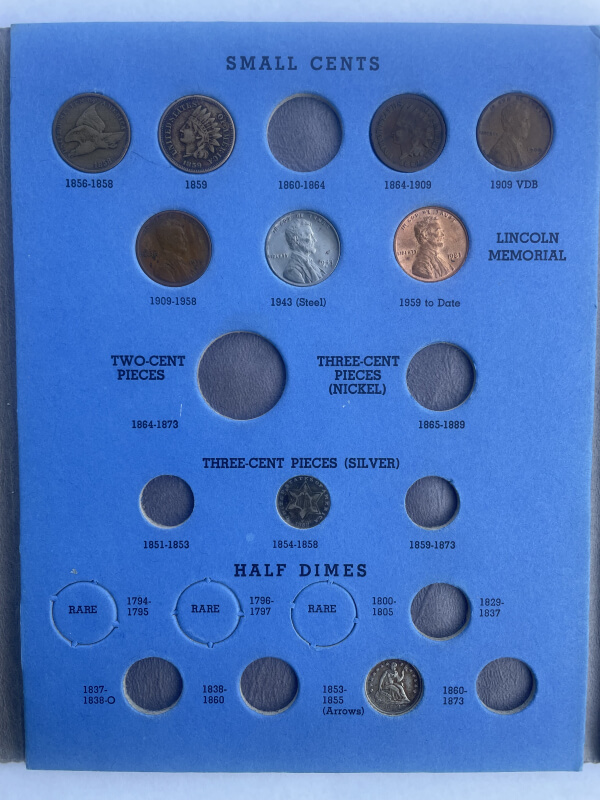 SMALL CENTS
1856-1858
1859
1860-1864
1864-1909
1909 VDB
LINCOLN
MEMORIAL
1909-1958
1943 (Steel)
1959 to Date
TWO-CENT
PIECES
1864-1873
THREE-CENT
PIECES
(NICKEL)
1865-1889
THREE-CENT PIECES (SILVER)
1851-1853
1854-1858
1859-1873
HALF DIMES
RARE
1794-
1795
RARE
1796-
1797
RARE
1800-
1805
1829-
1837
1837-
1838-O
1838-
1860
1853-
1855
(Arrows)
1860-
1873